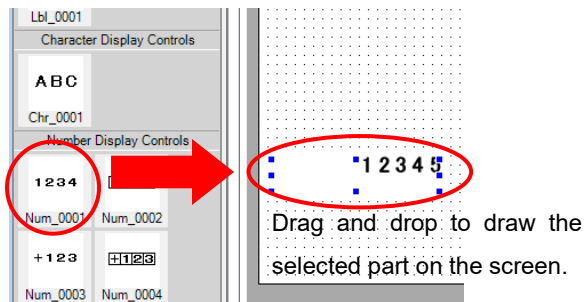 Lbl_0001
Character Display Controls
ABC
Chr_0001
Number Display Controls
1234
Num_0001 Num_0002
+123 +123
Num_0003 Num_0004
12345
Drag and drop to draw the
selected part on the screen.